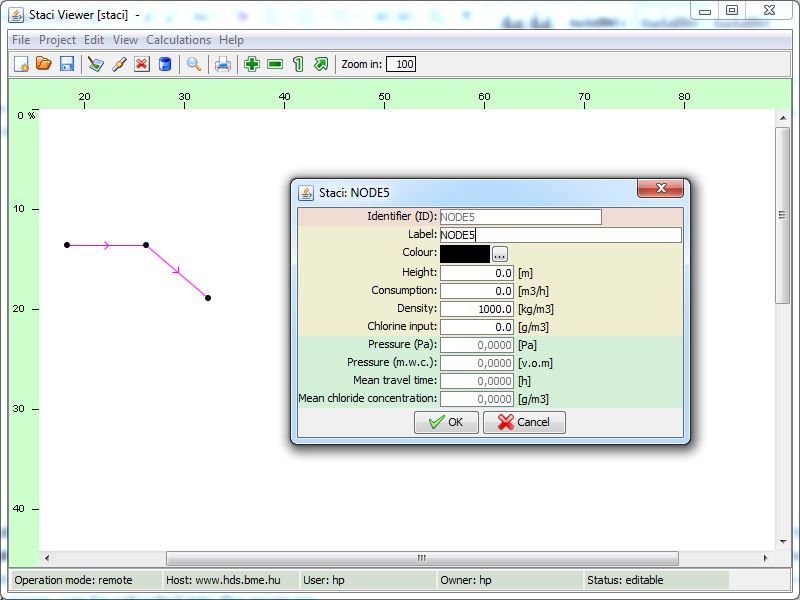 Staci Viewer [staci] -
File Project Edit View Calculations Help
Zoom in: 100
20 30 40 50 60 70 80
0 %
10
20
30
40
Staci: NODE5
Identifier (ID): NODE5
Label: NODE5
Colour: ...
Height: 0.0 [m]
Consumption: 0.0 [m3/h]
Density: 1000.0 [kg/m3]
Chlorine input: 0.0 [g/m3]
Pressure (Pa): 0,0000 [Pa]
Pressure (m.w.c.): 0,0000 [v.o.m]
Mean travel time: 0,0000 [h]
Mean chloride concentration: 0,0000 [g/m3]
OK Cancel
Operation mode: remote Host: www.hds.bme.hu User: hp Owner: hp Status: editable